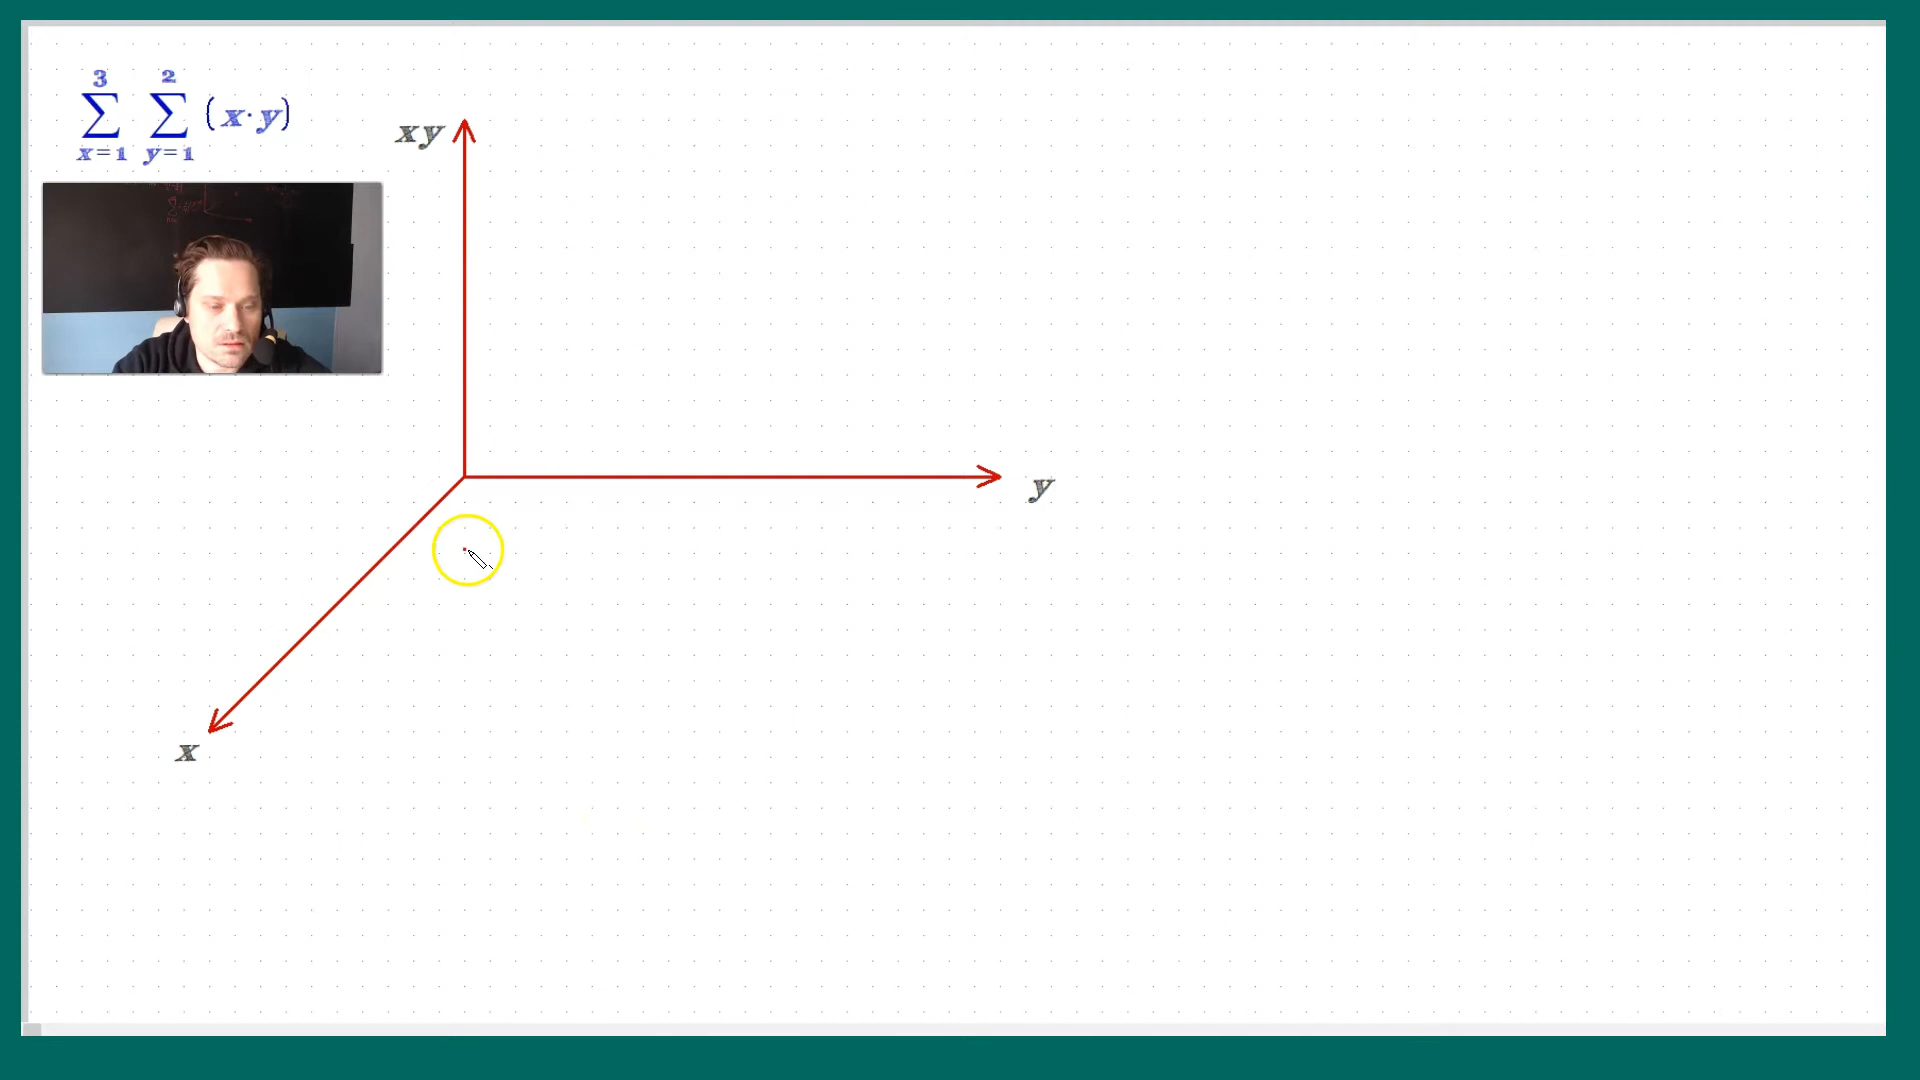 3 2
∑ ∑ (x·y)
x=1 y=1
xy
y
x